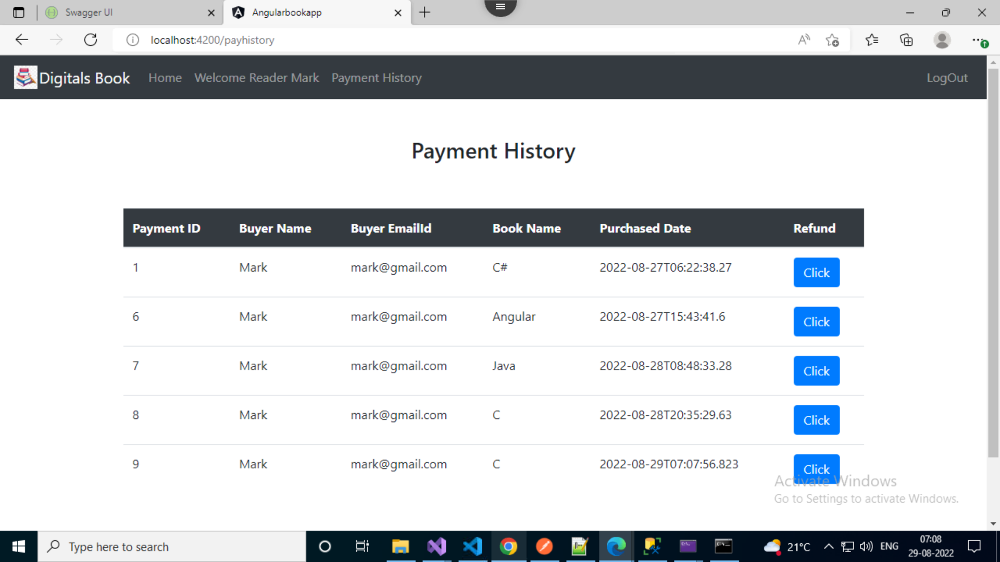 Swagger UI
Angularbookapp
localhost:4200/payhistory
Digitals Book Home Welcome Reader Mark Payment History LogOut
Payment History
Payment ID Buyer Name Buyer EmailId Book Name Purchased Date Refund
1 Mark mark@gmail.com C# 2022-08-27T06:22:38.27 Click
6 Mark mark@gmail.com Angular 2022-08-27T15:43:41.6 Click
7 Mark mark@gmail.com Java 2022-08-28T08:48:33.28 Click
8 Mark mark@gmail.com C 2022-08-28T20:35:29.63 Click
9 Mark mark@gmail.com C 2022-08-29T07:07:56.823 Click
Activate Windows
Go to Settings to activate Windows.
Type here to search
21°C
ENG
07:08
29-08-2022